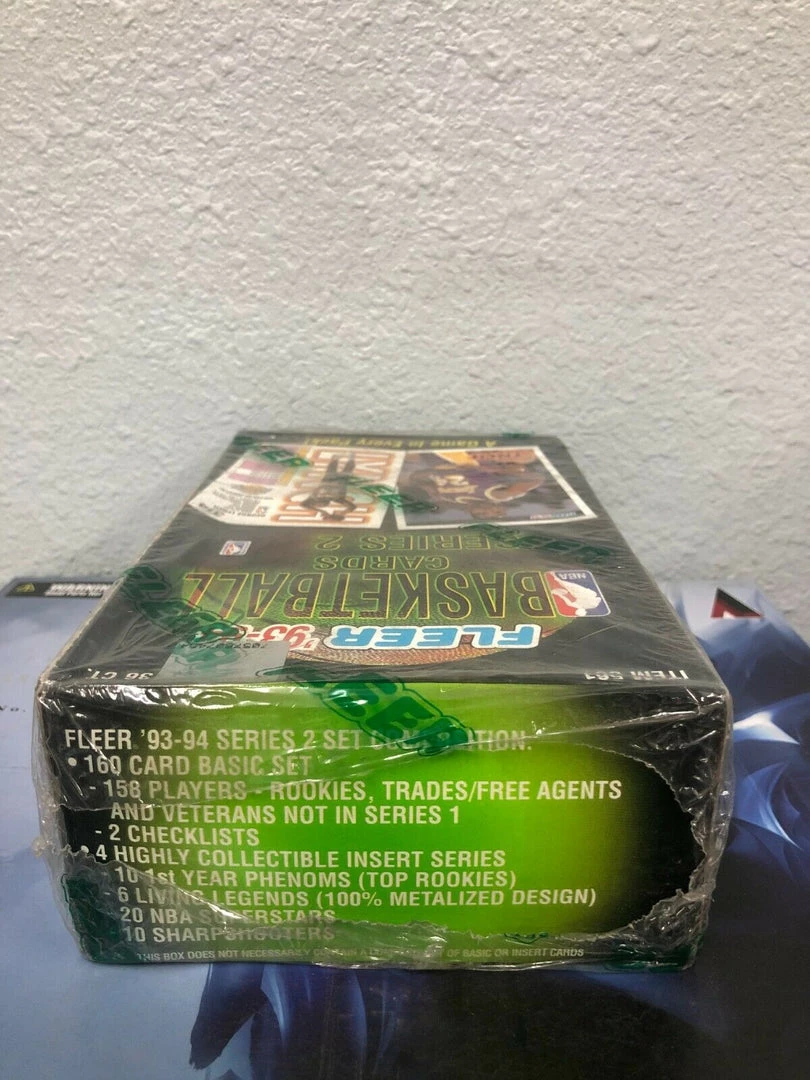 A Game In Every Pack!
SERIES 2
CARDS
BASKETBALL
NBA
FLEER '93-
36 CT.
ITEM 581
FLEER '93-94 SERIES 2 SET
• 160 CARD BASIC SET
- 158 PLAYERS - ROOKIES, TRADES/FREE AGENTS
AND VETERANS NOT IN SERIES 1
- 2 CHECKLISTS
• 4 HIGHLY COLLECTIBLE INSERT SERIES
- 10 1st YEAR PHENOMS (TOP ROOKIES)
- 6 LIVING LEGENDS (100% METALIZED DESIGN)
20 NBA SUPERSTARS
10 SHARPSHOOTERS
THIS BOX DOES NOT NECESSARILY CONTAIN A OF BASIC OR INSERT CARDS